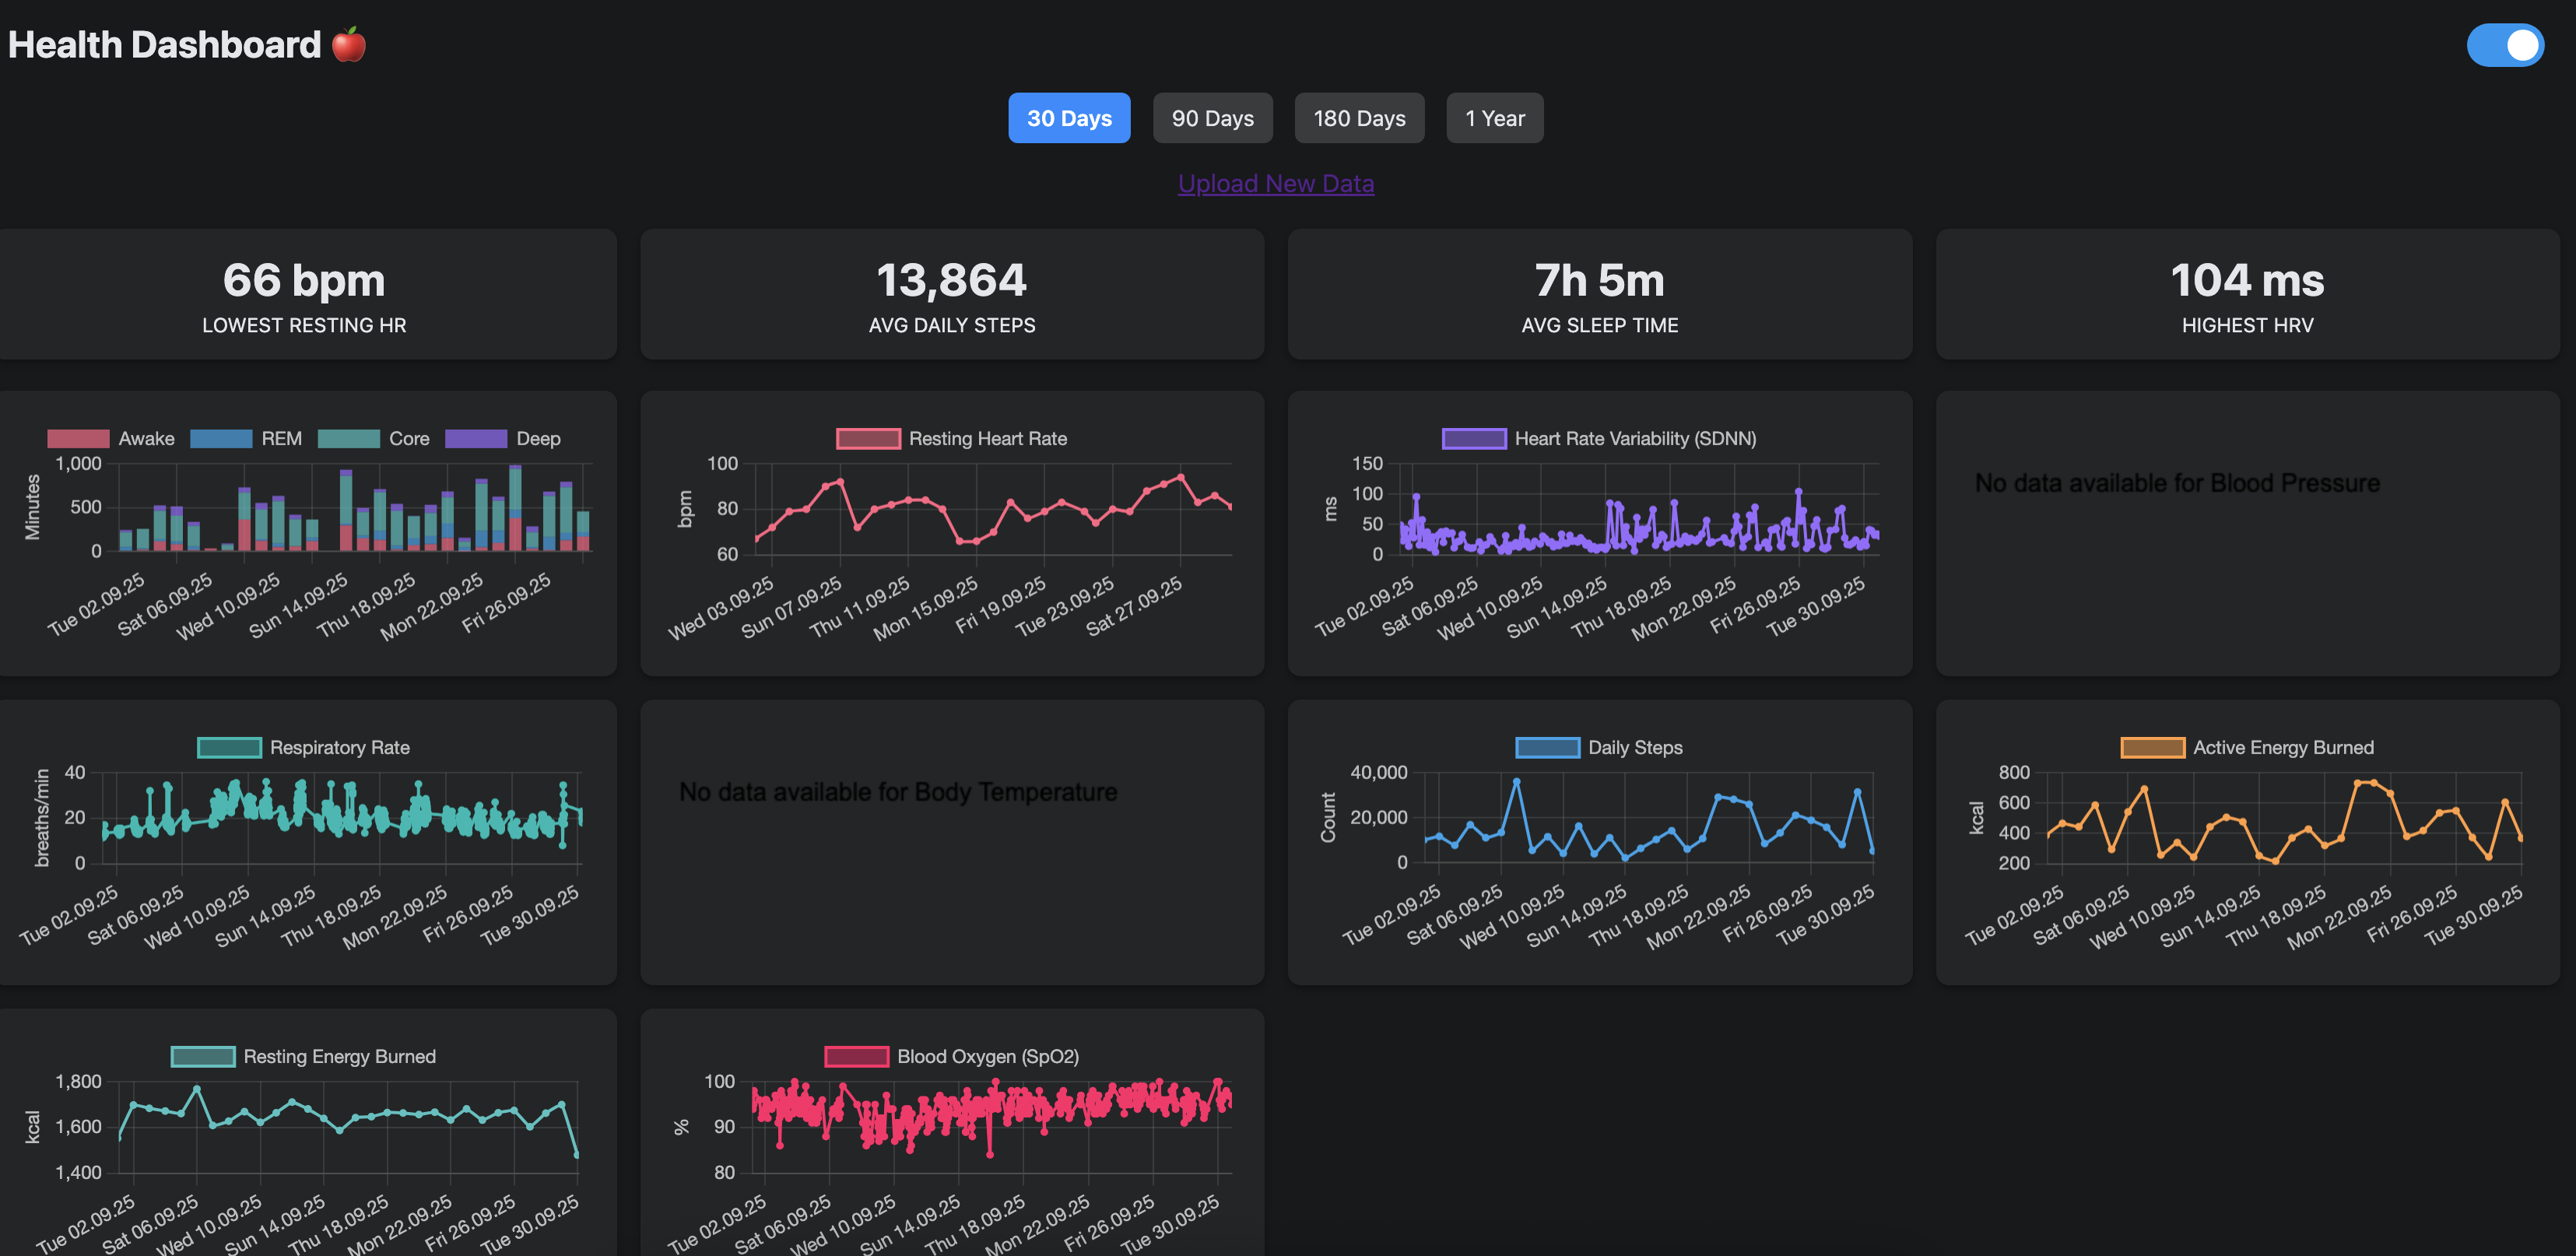 Health Dashboard 🍎
30 Days 90 Days 180 Days 1 Year
Upload New Data
66 bpm
LOWEST RESTING HR
13,864
AVG DAILY STEPS
7h 5m
AVG SLEEP TIME
104 ms
HIGHEST HRV
Awake REM Core Deep
Minutes
1,000
500
0
Tue 02.09.25 Sat 06.09.25 Wed 10.09.25 Sun 14.09.25 Thu 18.09.25 Mon 22.09.25 Fri 26.09.25
Resting Heart Rate
bpm
100
80
60
Wed 03.09.25 Sun 07.09.25 Thu 11.09.25 Mon 15.09.25 Fri 19.09.25 Tue 23.09.25 Sat 27.09.25
Heart Rate Variability (SDNN)
ms
150
100
50
0
Tue 02.09.25 Sat 06.09.25 Wed 10.09.25 Sun 14.09.25 Thu 18.09.25 Mon 22.09.25 Fri 26.09.25 Tue 30.09.25
No data available for Blood Pressure
Respiratory Rate
breaths/min
40
20
0
Tue 02.09.25 Sat 06.09.25 Wed 10.09.25 Sun 14.09.25 Thu 18.09.25 Mon 22.09.25 Fri 26.09.25 Tue 30.09.25
No data available for Body Temperature
Daily Steps
Count
40,000
20,000
0
Tue 02.09.25 Sat 06.09.25 Wed 10.09.25 Sun 14.09.25 Thu 18.09.25 Mon 22.09.25 Fri 26.09.25 Tue 30.09.25
Active Energy Burned
kcal
800
600
400
200
Tue 02.09.25 Sat 06.09.25 Wed 10.09.25 Sun 14.09.25 Thu 18.09.25 Mon 22.09.25 Fri 26.09.25 Tue 30.09.25
Resting Energy Burned
kcal
1,800
1,600
1,400
Tue 02.09.25 Sat 06.09.25 Wed 10.09.25 Sun 14.09.25 Thu 18.09.25 Mon 22.09.25 Fri 26.09.25 Tue 30.09.25
Blood Oxygen (SpO2)
%
100
90
80
Tue 02.09.25 Sat 06.09.25 Wed 10.09.25 Sun 14.09.25 Thu 18.09.25 Mon 22.09.25 Fri 26.09.25 Tue 30.09.25